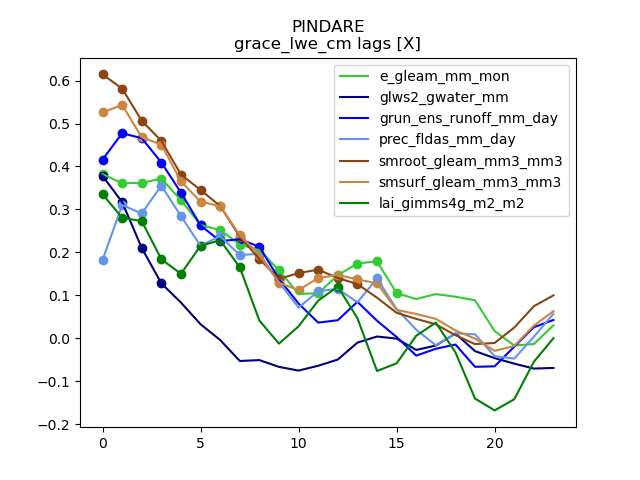 PINDARE
grace_lwe_cm lags [X]
e_gleam_mm_mon
glws2_gwater_mm
grun_ens_runoff_mm_day
prec_fldas_mm_day
smroot_gleam_mm3_mm3
smsurf_gleam_mm3_mm3
lai_gimms4g_m2_m2
0.6
0.5
0.4
0.3
0.2
0.1
0.0
−0.1
−0.2
0 5 10 15 20